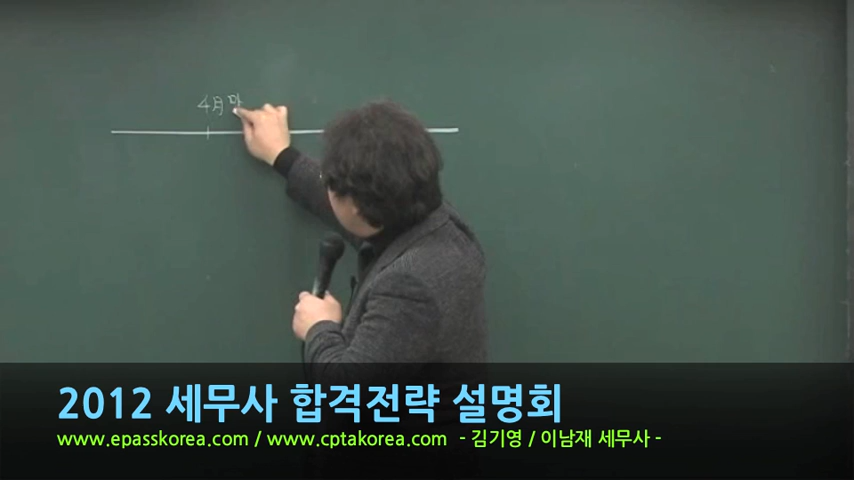 4月말
2012 세무사 합격전략 설명회
www.epasskorea.com / www.cptakorea.com - 김기영 / 이남재 세무사 -